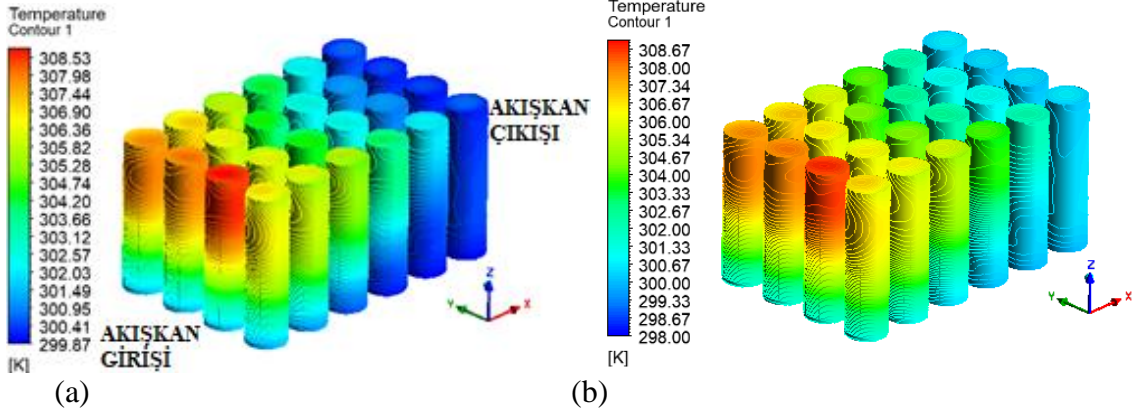 Temperature
Contour 1
308.53
307.98
307.44
306.90
306.36
305.82
305.28
304.74
304.20
303.66
303.12
302.57
302.03
301.49
300.95
300.41
299.87
[K]
AKIŞKAN
ÇIKIŞI
AKIŞKAN
GİRİŞİ
Z
Y
X
(a)
Temperature
Contour 1
308.67
308.00
307.34
306.67
306.00
305.34
304.67
304.00
303.33
302.67
302.00
301.33
300.67
300.00
299.33
298.67
298.00
[K]
Z
Y
X
(b)